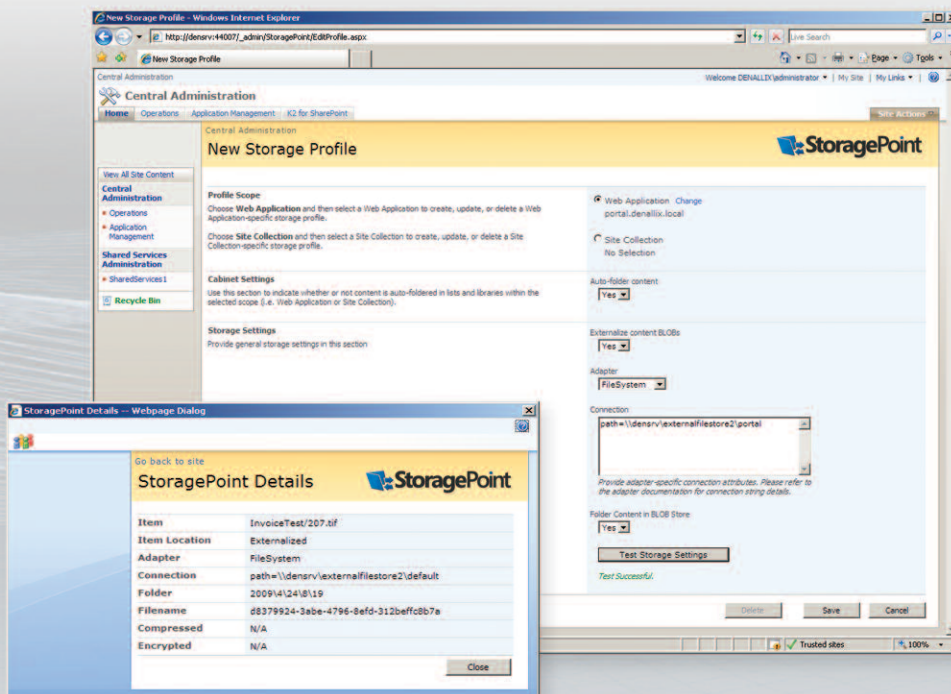 New Storage Profile - Windows Internet Explorer
http://densrv:44007/_admin/StoragePoint/EditProfile.aspx
Live Search
New Storage Profile
Page
Tools
Central Administration
Welcome DENALLIX\administrator
My Site
My Links
Central Administration
Home
Operations
Application Management
K2 for SharePoint
Site Actions
Central Administration
New Storage Profile
StoragePoint
View All Site Content
Central
Administration
Operations
Application
Management
Shared Services
Administration
SharedServices1
Recycle Bin
Profile Scope
Choose Web Application and then select a Web Application to create, update, or delete a Web
Application-specific storage profile.
Choose Site Collection and then select a Site Collection to create, update, or delete a Site
Collection-specific storage profile.
Web Application Change
portal.denallix.local
Site Collection
No Selection
Cabinet Settings
Use this section to indicate whether or not content is auto-foldered in lists and libraries within the
selected scope (i.e. Web Application or Site Collection).
Auto-folder content
Yes
Storage Settings
Provide general storage settings in this section
Externalize content BLOBs
Yes
Adapter
FileSystem
Connection
path=\\densrv\externalfilestore2\portal
Provide adapter-specific connection attributes. Please refer to
the adapter documentation for connection string details.
Folder Content in BLOB Store
Yes
Test Storage Settings
Test Successful.
Delete
Save
Cancel
Trusted sites
100%
StoragePoint Details -- Webpage Dialog
Go back to site
StoragePoint Details
StoragePoint
Item InvoiceTest/207.tif
Item Location Externalized
Adapter FileSystem
Connection path=\\densrv\externalfilestore2\default
Folder 2009\4\24\8\19
Filename d8379924-3abe-4796-8efd-312beffc8b7a
Compressed N/A
Encrypted N/A
Close